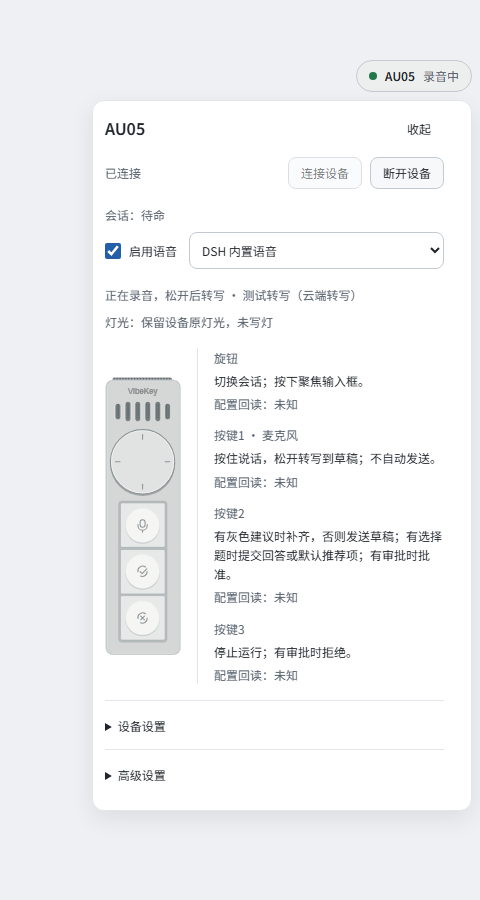 AU05 录音中
AU05
收起
已连接
连接设备
断开设备
会话：待命
启用语音
DSH 内置语音
正在录音，松开后转写 · 测试转写（云端转写）
灯光：保留设备原灯光，未写灯
VibeKey
旋钮
切换会话；按下聚焦输入框。
配置回读：未知
按键1 · 麦克风
按住说话，松开转写到草稿；不自动发送。
配置回读：未知
按键2
有灰色建议时补齐，否则发送草稿；有选择
题时提交回答或默认推荐项；有审批时批
准。
配置回读：未知
按键3
停止运行；有审批时拒绝。
配置回读：未知
设备设置
高级设置